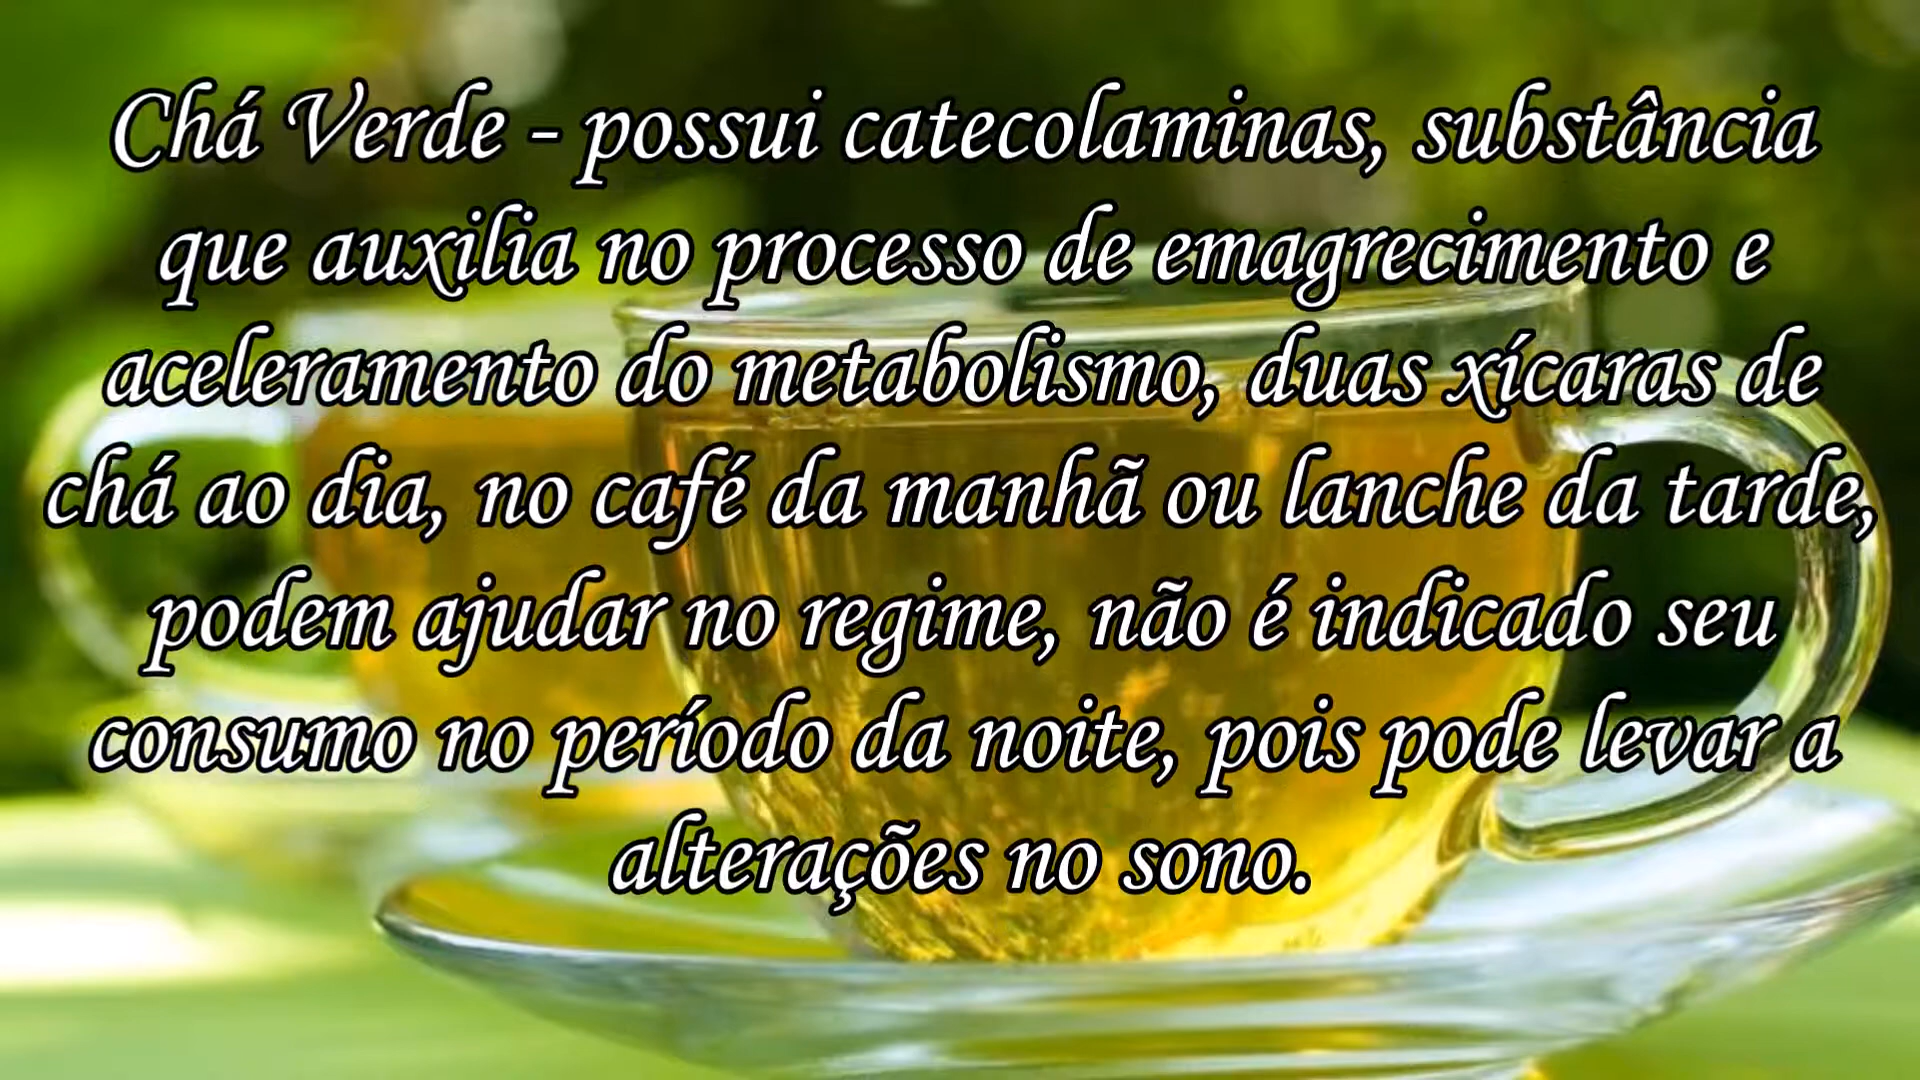 Chá Verde - possui catecolaminas, substância
que auxilia no processo de emagrecimento e
aceleramento do metabolismo, duas xícaras de
chá ao dia, no café da manhã ou lanche da tarde,
podem ajudar no regime, não é indicado seu
consumo no período da noite, pois pode levar a
alterações no sono.